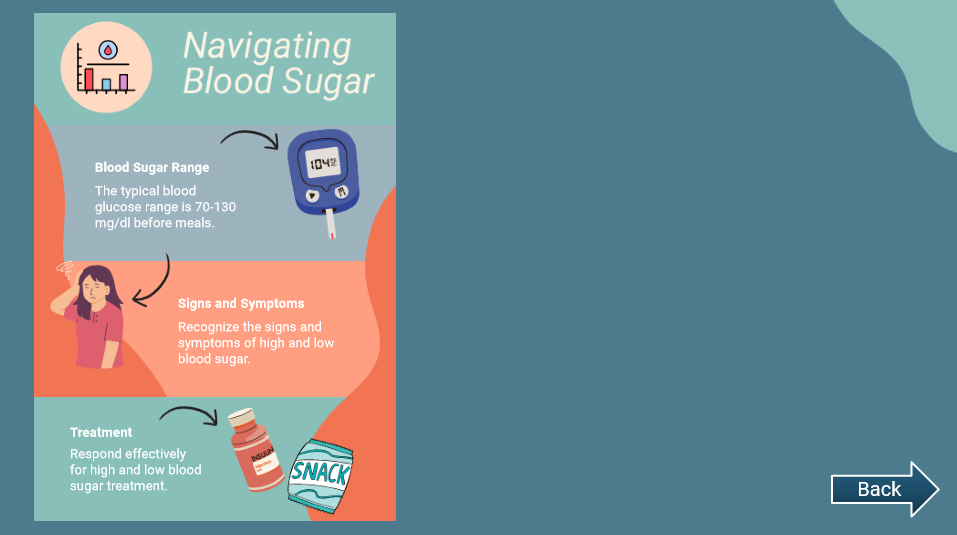 Navigating
Blood Sugar
104
Blood Sugar Range
The typical blood
glucose range is 70-130
mg/dl before meals.
Signs and Symptoms
Recognize the signs and
symptoms of high and low
blood sugar.
Treatment
Respond effectively
for high and low blood
sugar treatment.
INSULIN
SNACK
Back